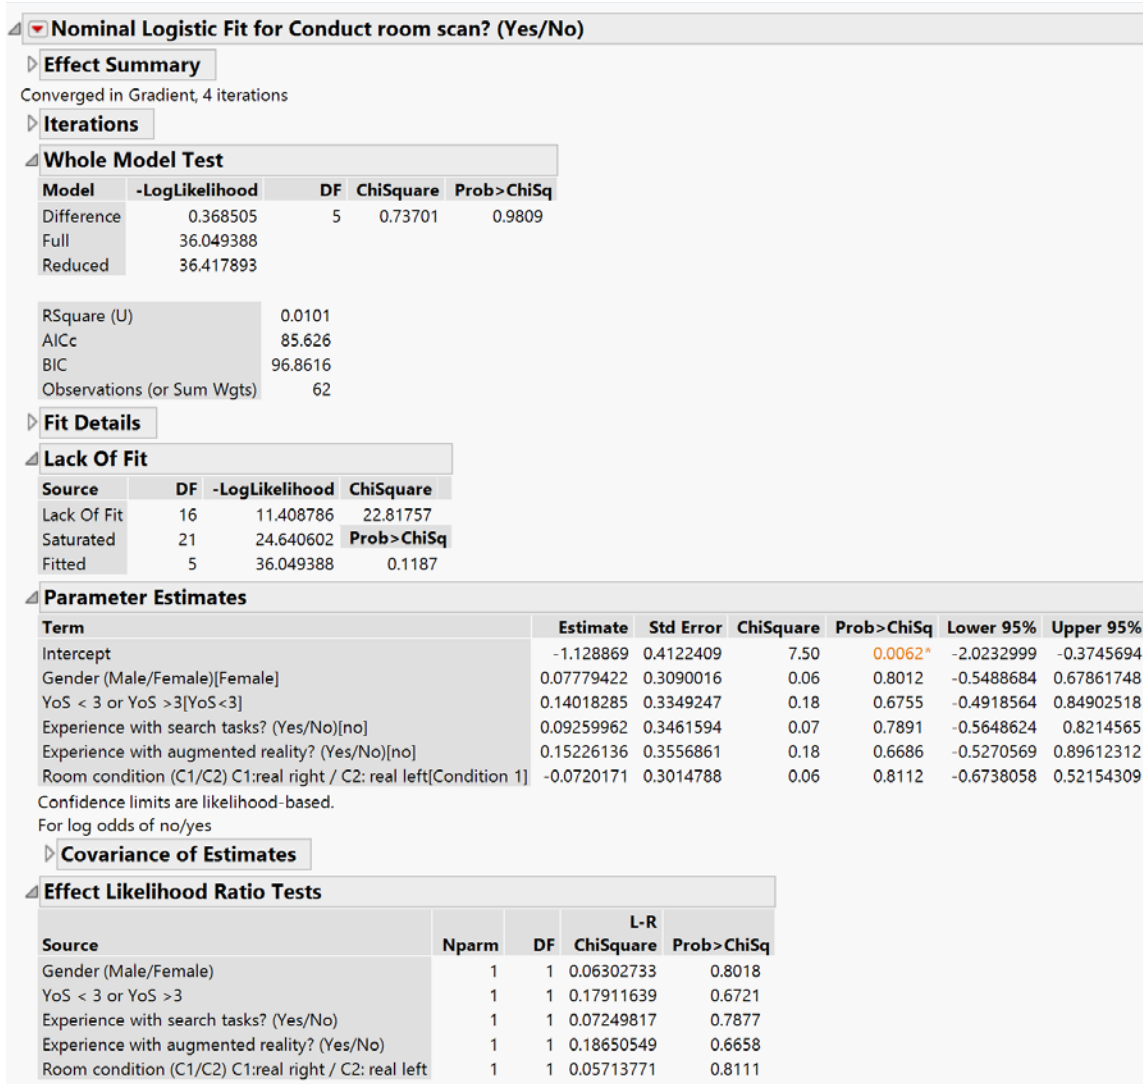 Nominal Logistic Fit for Conduct room scan? (Yes/No)
Effect Summary
Converged in Gradient, 4 iterations
Iterations
Whole Model Test
Model -LogLikelihood DF ChiSquare Prob>ChiSq
Difference 0.368505 5 0.73701 0.9809
Full 36.049388
Reduced 36.417893
RSquare (U) 0.0101
AICc 85.626
BIC 96.8616
Observations (or Sum Wgts) 62
Fit Details
Lack Of Fit
Source DF -LogLikelihood ChiSquare
Lack Of Fit 16 11.408786 22.81757
Saturated 21 24.640602 Prob>ChiSq
Fitted 5 36.049388 0.1187
Parameter Estimates
Term Estimate Std Error ChiSquare Prob>ChiSq Lower 95% Upper 95%
Intercept -1.128869 0.4122409 7.50 0.0062* -2.0232999 -0.3745694
Gender (Male/Female)[Female] 0.07779422 0.3090016 0.06 0.8012 -0.5488684 0.67861748
YoS < 3 or YoS >3[YoS<3] 0.14018285 0.3349247 0.18 0.6755 -0.4918564 0.84902518
Experience with search tasks? (Yes/No)[no] 0.09259962 0.3461594 0.07 0.7891 -0.5648624 0.8214565
Experience with augmented reality? (Yes/No)[no] 0.15226136 0.3556861 0.18 0.6686 -0.5270569 0.89612312
Room condition (C1/C2) C1:real right / C2: real left[Condition 1] -0.0720171 0.3014788 0.06 0.8112 -0.6738058 0.52154309
Confidence limits are likelihood-based.
For log odds of no/yes
Covariance of Estimates
Effect Likelihood Ratio Tests
L-R
Source Nparm DF ChiSquare Prob>ChiSq
Gender (Male/Female) 1 1 0.06302733 0.8018
YoS < 3 or YoS >3 1 1 0.17911639 0.6721
Experience with search tasks? (Yes/No) 1 1 0.07249817 0.7877
Experience with augmented reality? (Yes/No) 1 1 0.18650549 0.6658
Room condition (C1/C2) C1:real right / C2: real left 1 1 0.05713771 0.8111